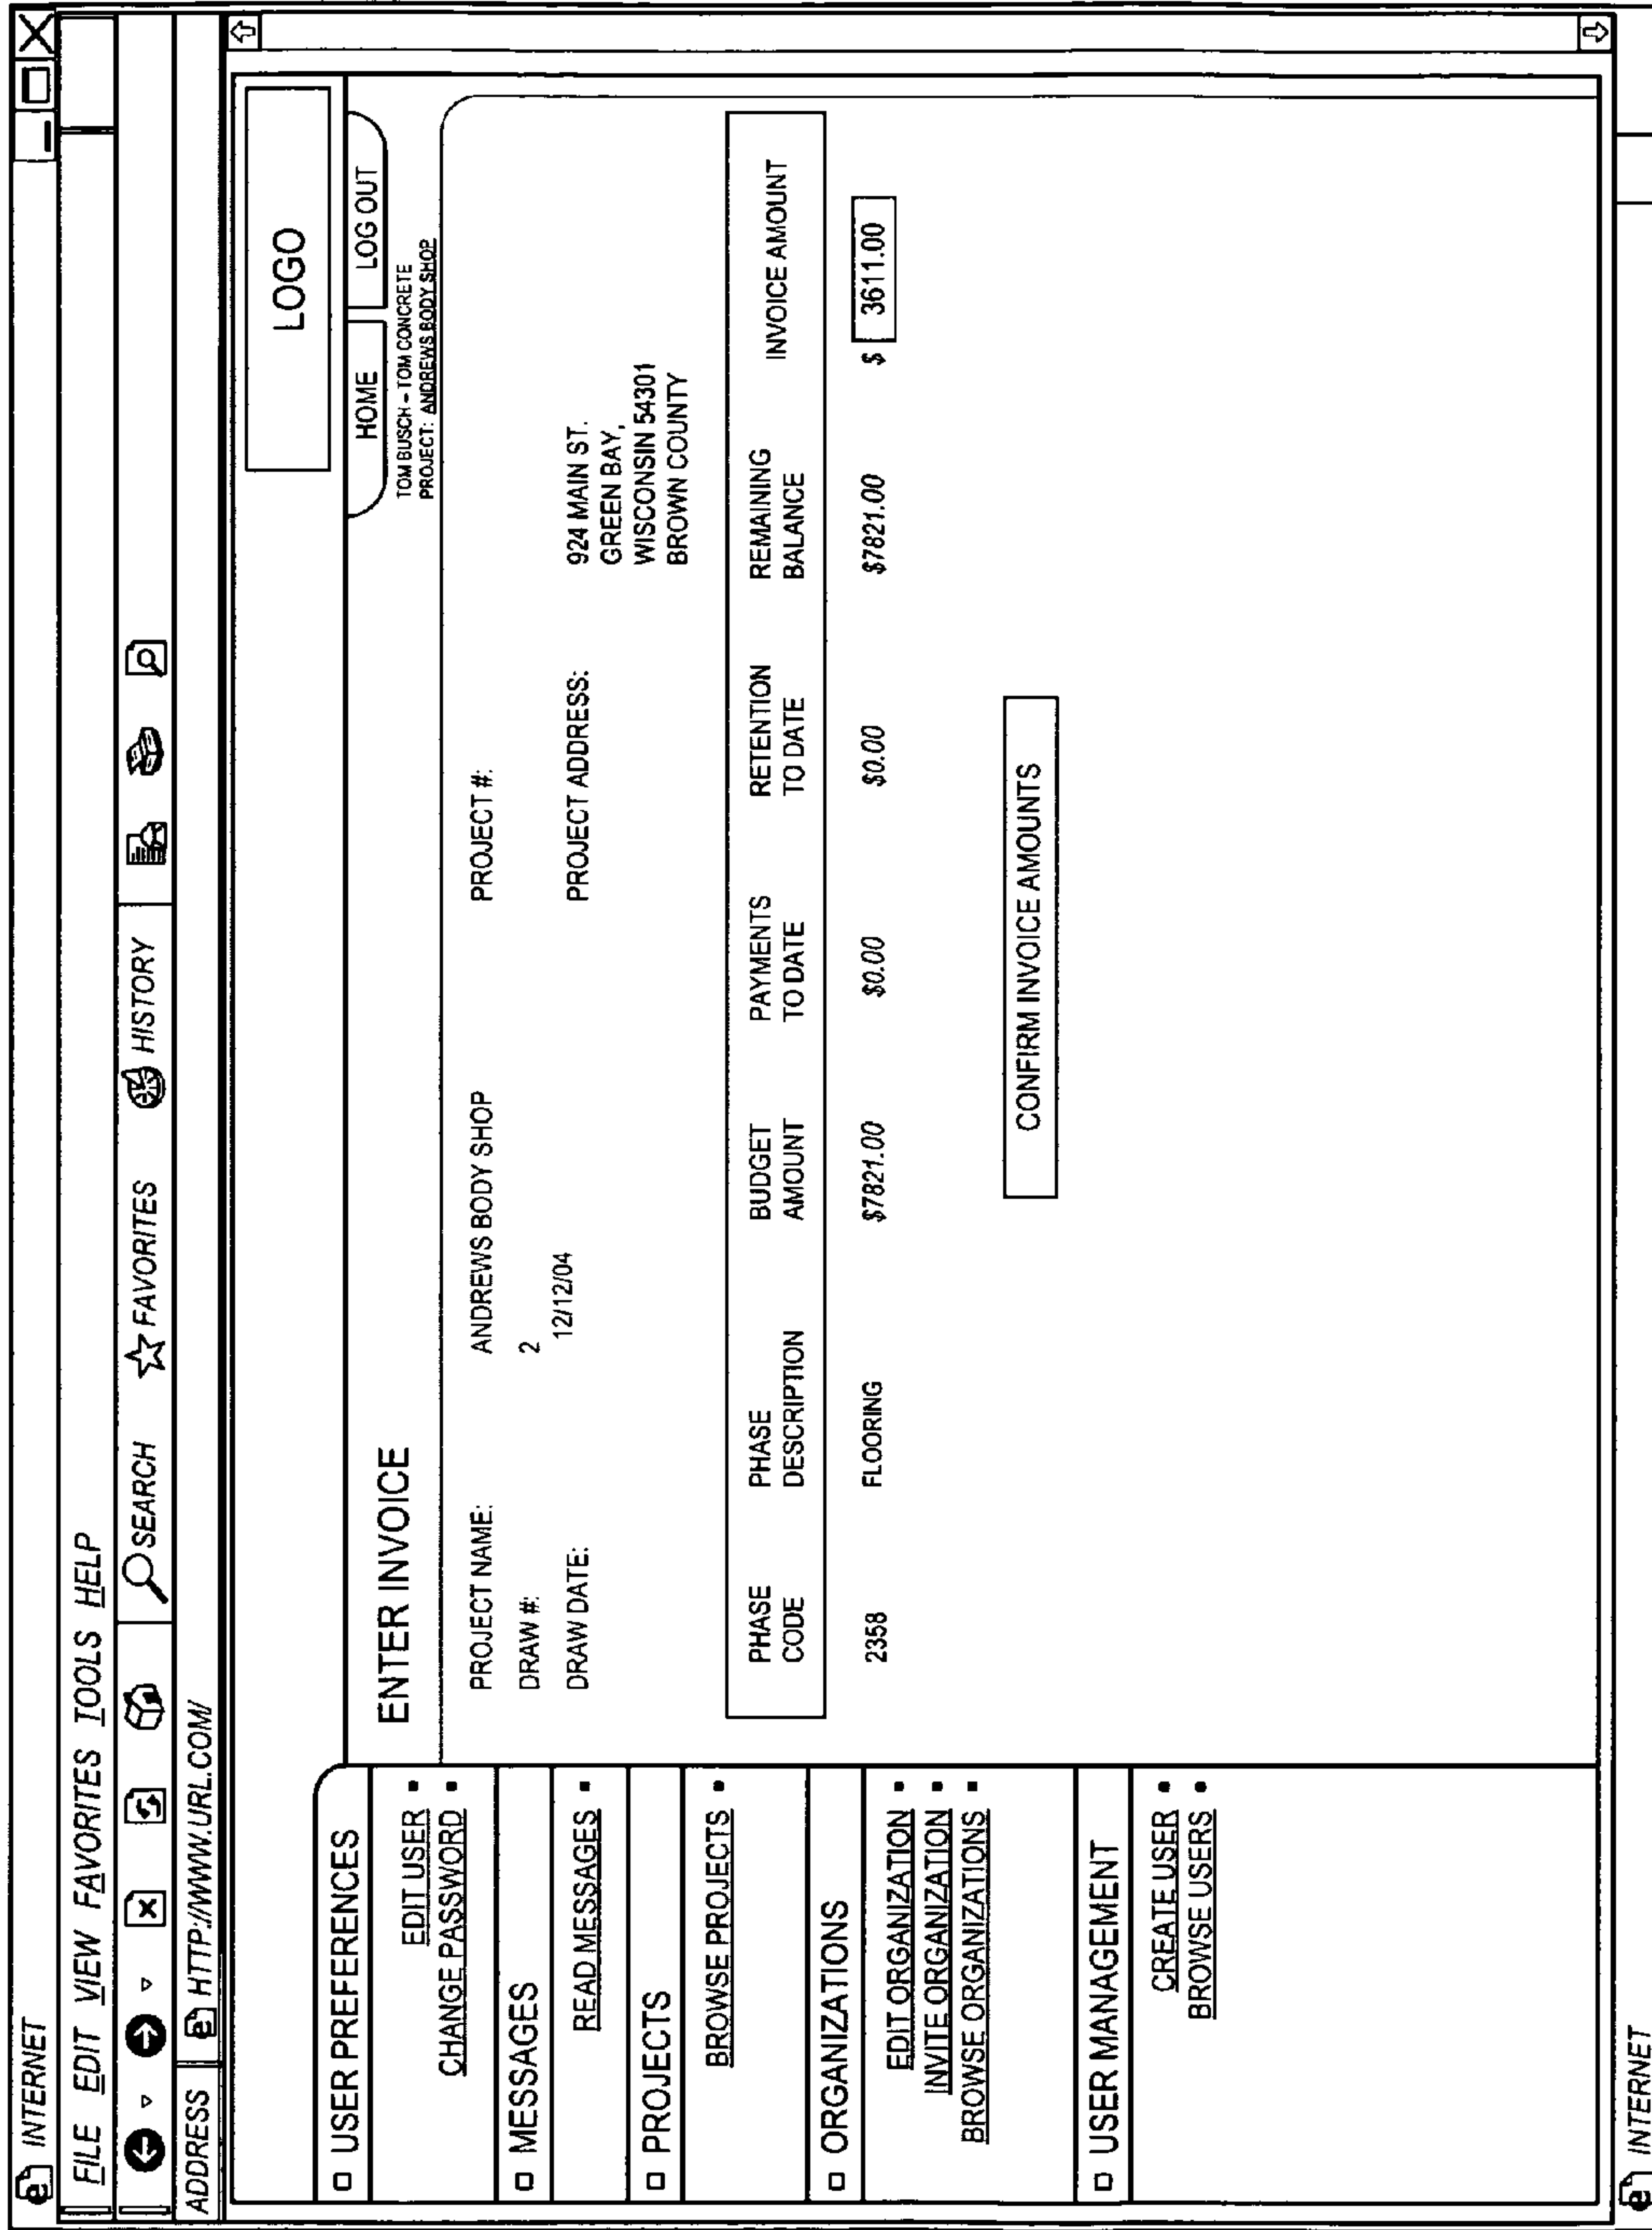 INTERNET
FILE EDIT VIEW FAVORITES TOOLS HELP
SEARCH FAVORITES HISTORY
ADDRESS HTTP://WWW.URL.COM/
LOGO
HOME LOG OUT
TOM BUSCH – TOM CONCRETE
PROJECT: ANDREWS BODY SHOP
USER PREFERENCES
EDIT USER
CHANGE PASSWORD
MESSAGES
READ MESSAGES
PROJECTS
BROWSE PROJECTS
ORGANIZATIONS
EDIT ORGANIZATION
INVITE ORGANIZATION
BROWSE ORGANIZATIONS
USER MANAGEMENT
CREATE USER
BROWSE USERS
ENTER INVOICE
PROJECT NAME: ANDREWS BODY SHOP PROJECT #:
DRAW #: 2
DRAW DATE: 12/12/04
PROJECT ADDRESS: 924 MAIN ST.
GREEN BAY,
WISCONSIN 54301
BROWN COUNTY
PHASE BUDGET PAYMENTS RETENTION REMAINING
PHASE
CODE DESCRIPTION AMOUNT TO DATE TO DATE BALANCE INVOICE AMOUNT
2358 FLOORING $7821.00 $0.00 $0.00 $7821.00 $ 3611.00
CONFIRM INVOICE AMOUNTS
INTERNET